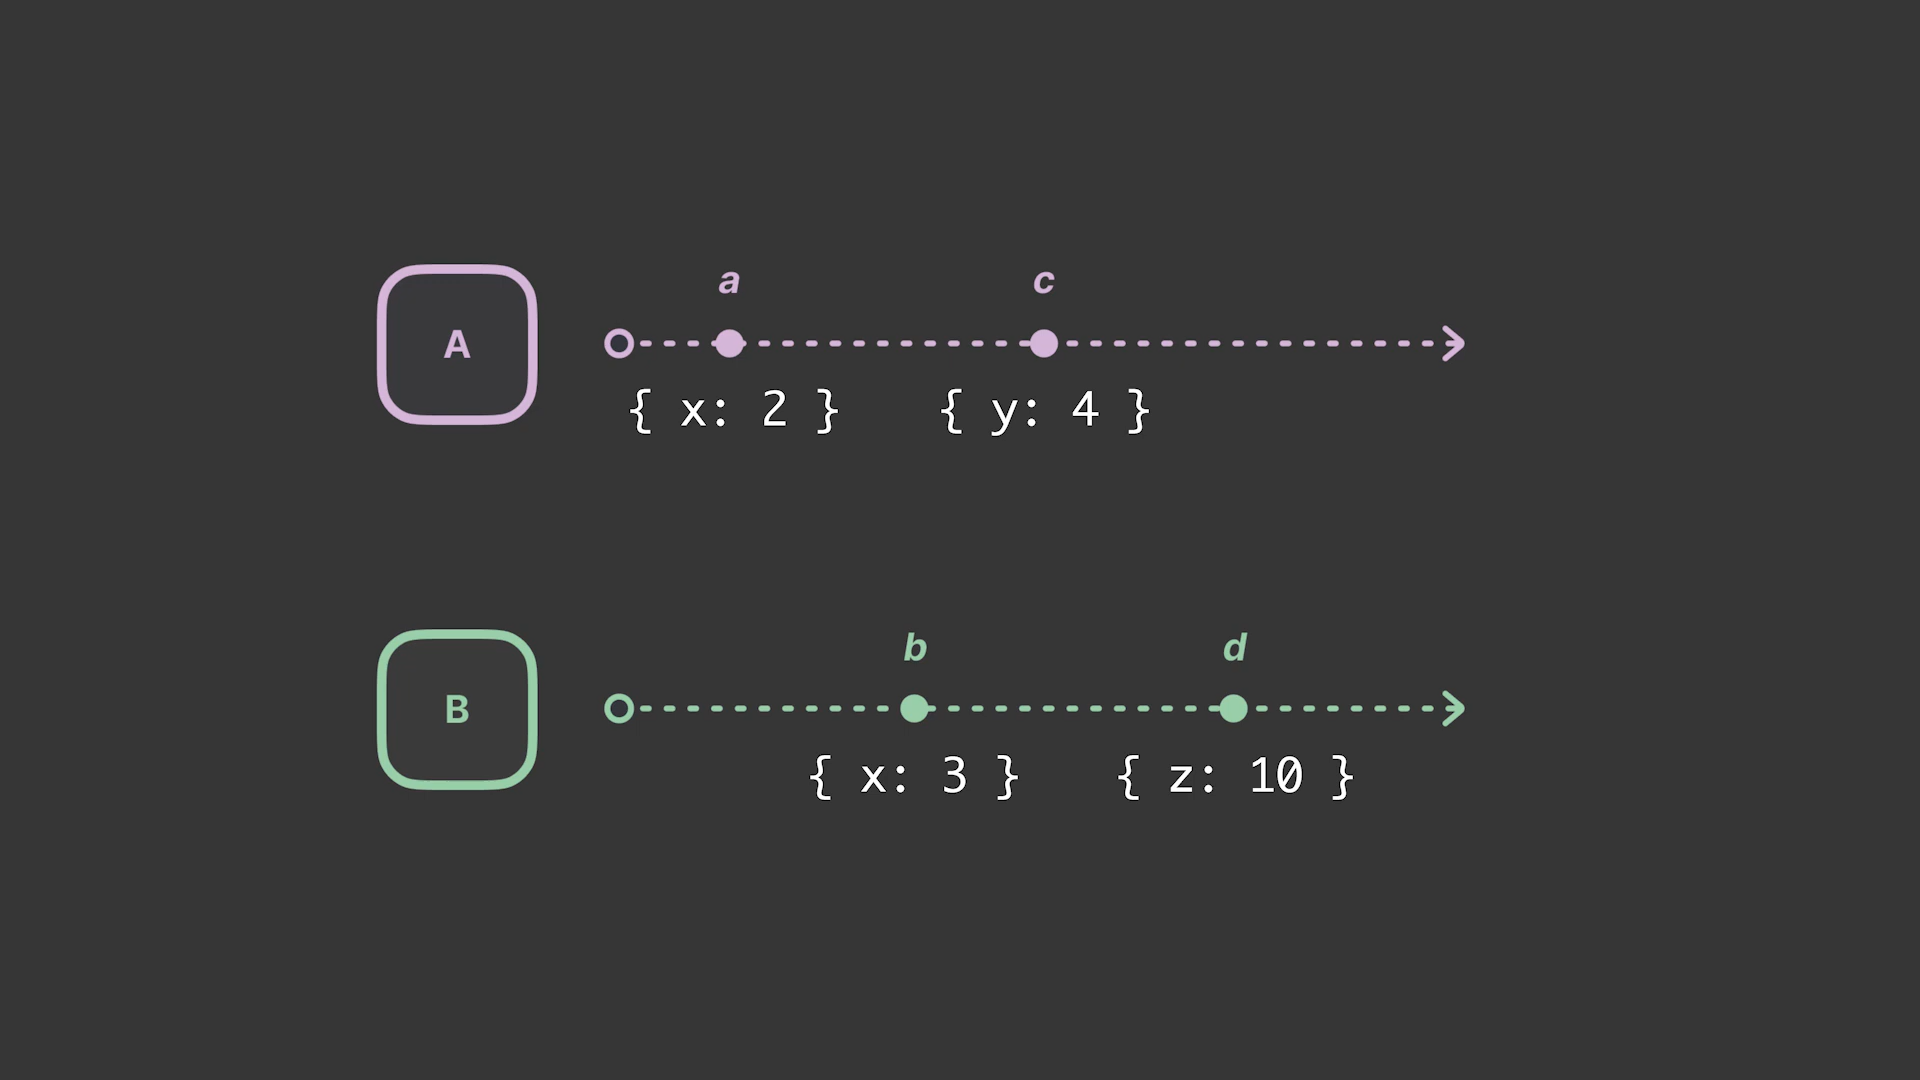 a c
A
{ x: 2 } { y: 4 }
b d
B
{ x: 3 } { z: 10 }